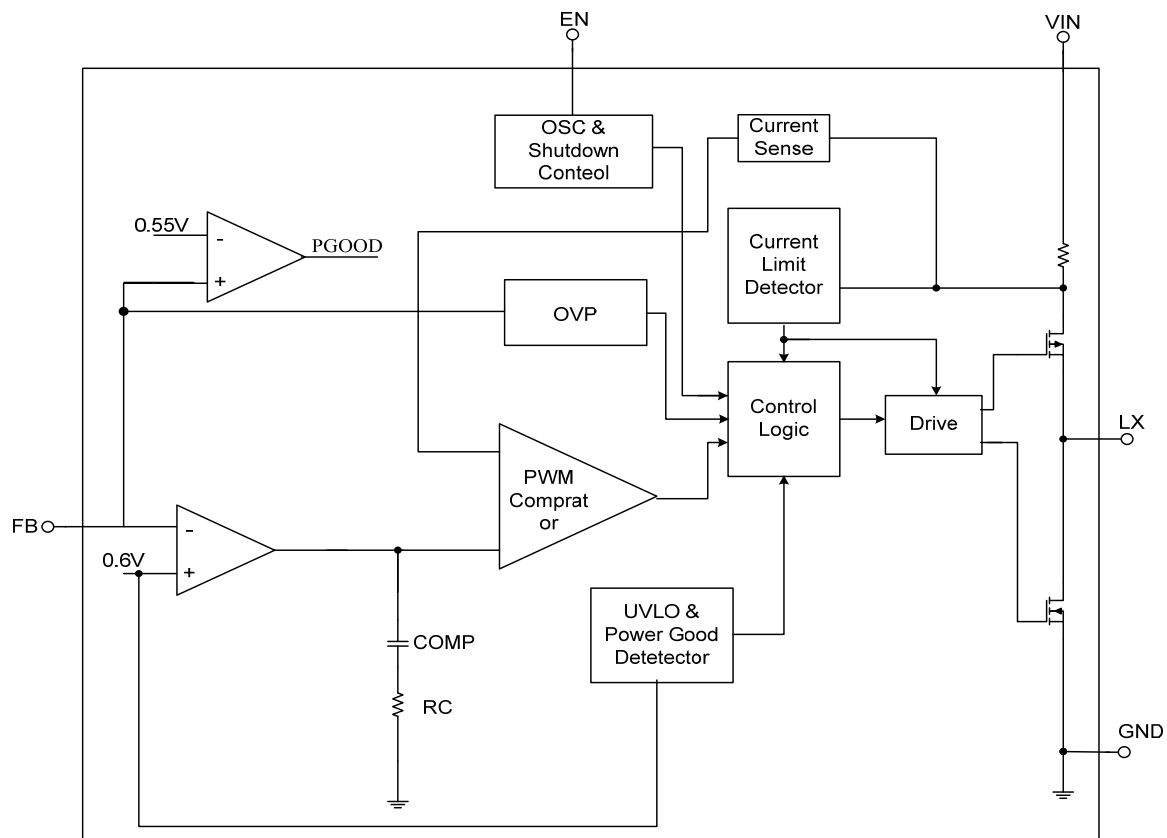 EN
VIN
OSC &
Shutdown
Conteol
Current
Sense
0.55V
-
+
PGOOD
Current
Limit
Detector
OVP
Control
Logic
Drive
LX
PWM
Comprat
or
FB
-
0.6V
+
UVLO &
Power Good
Detetector
COMP
RC
GND